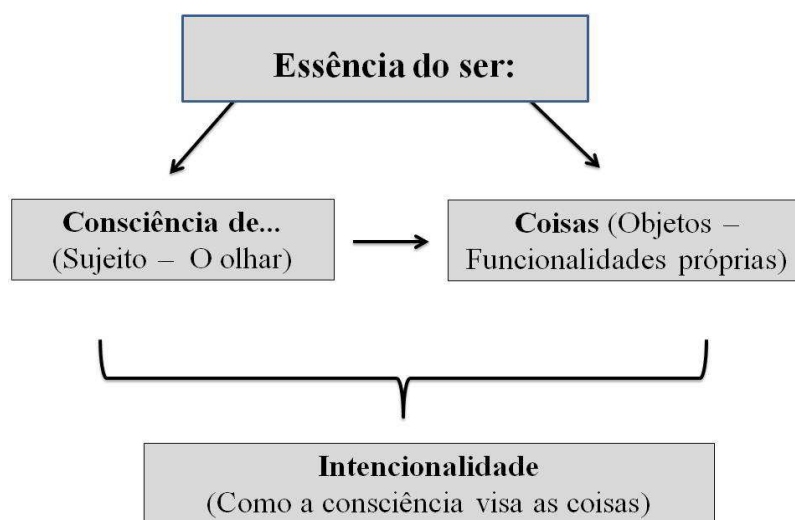 Essência do ser:
Consciência de...
(Sujeito – O olhar)
Coisas (Objetos –
Funcionalidades próprias)
Intencionalidade
(Como a consciência visa as coisas)